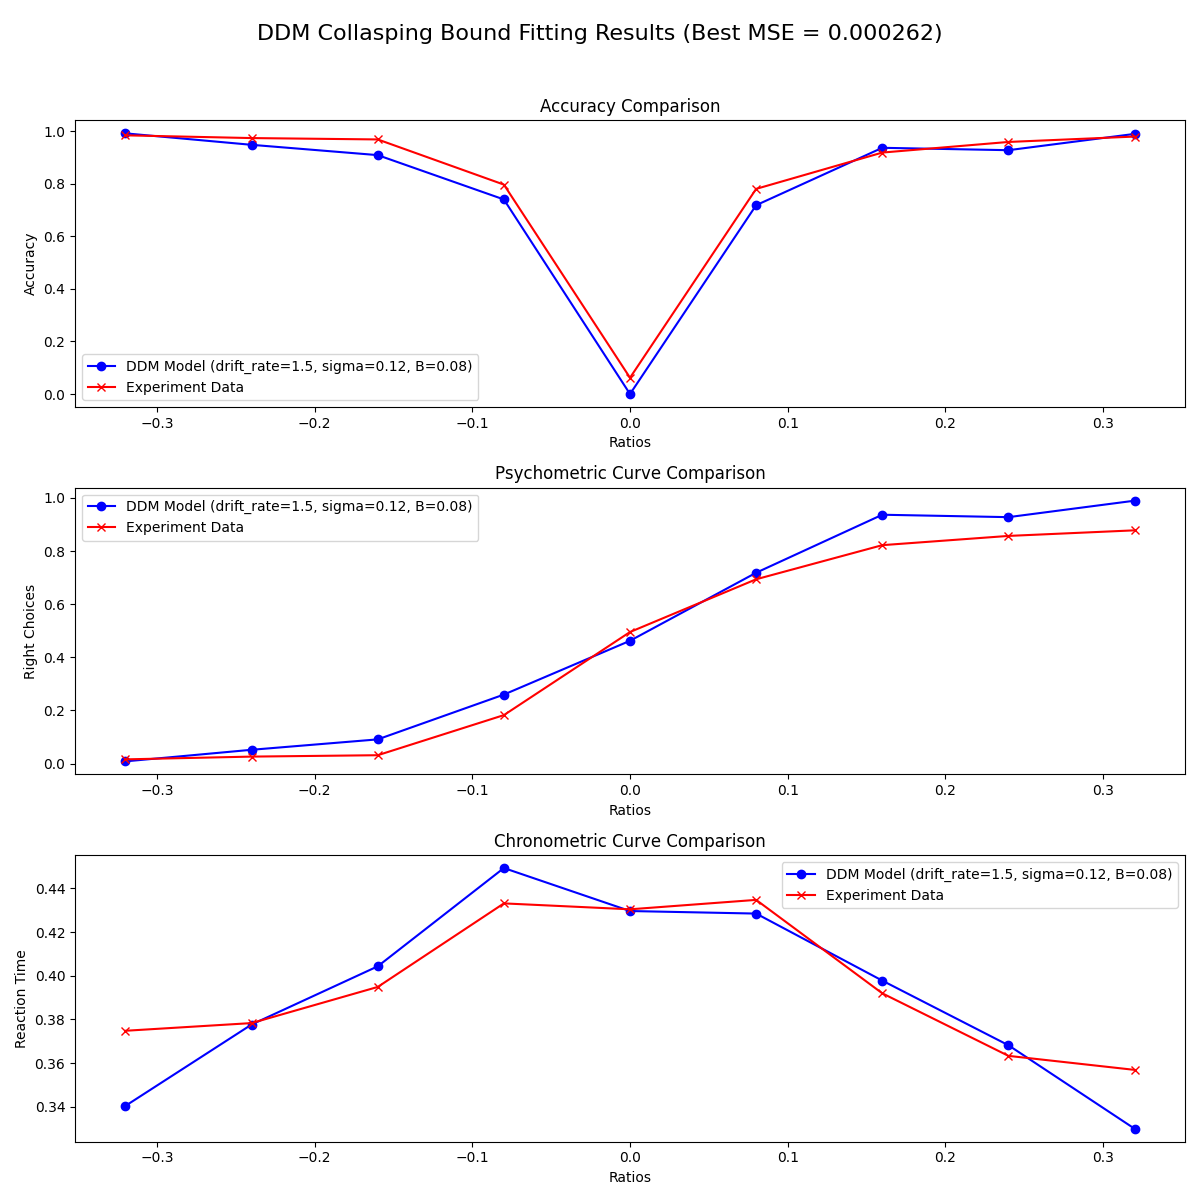 DDM Collasping Bound Fitting Results (Best MSE = 0.000262)
Accuracy Comparison
1.0
0.8
0.6
0.4
0.2
0.0
Accuracy
DDM Model (drift_rate=1.5, sigma=0.12, B=0.08)
Experiment Data
−0.3 −0.2 −0.1 0.0 0.1 0.2 0.3
Ratios
Psychometric Curve Comparison
1.0
0.8
0.6
0.4
0.2
0.0
Right Choices
DDM Model (drift_rate=1.5, sigma=0.12, B=0.08)
Experiment Data
−0.3 −0.2 −0.1 0.0 0.1 0.2 0.3
Ratios
Chronometric Curve Comparison
0.44
0.42
0.40
0.38
0.36
0.34
Reaction Time
DDM Model (drift_rate=1.5, sigma=0.12, B=0.08)
Experiment Data
−0.3 −0.2 −0.1 0.0 0.1 0.2 0.3
Ratios